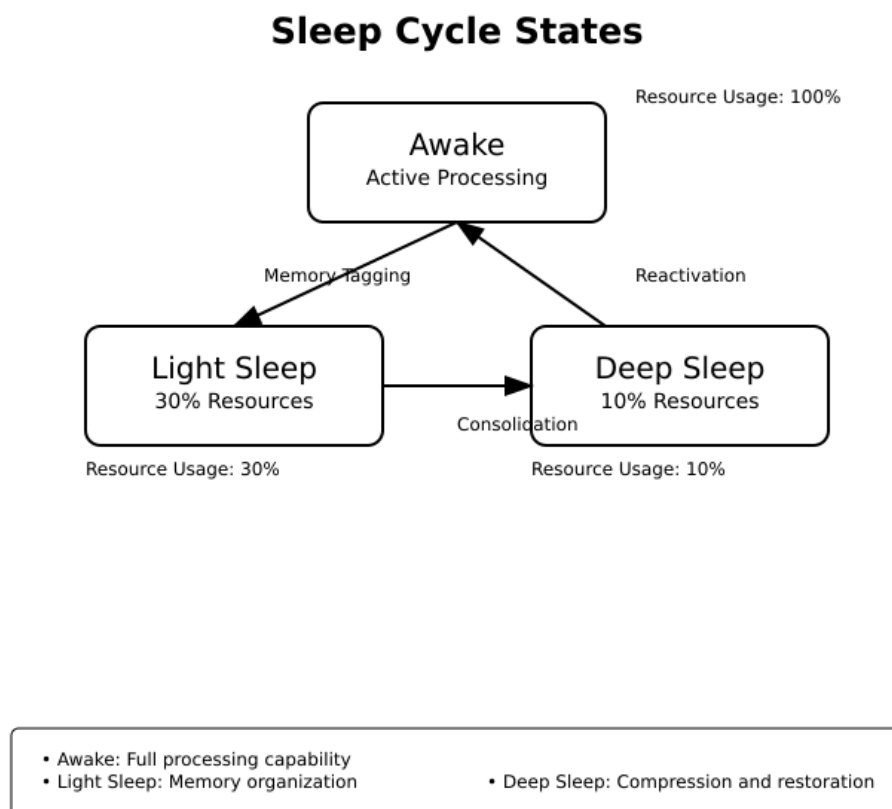 Sleep Cycle States
Resource Usage: 100%
Awake
Active Processing
Memory Tagging
Reactivation
Light Sleep
30% Resources
Deep Sleep
10% Resources
Consolidation
Resource Usage: 30%
Resource Usage: 10%
• Awake: Full processing capability
• Light Sleep: Memory organization
• Deep Sleep: Compression and restoration